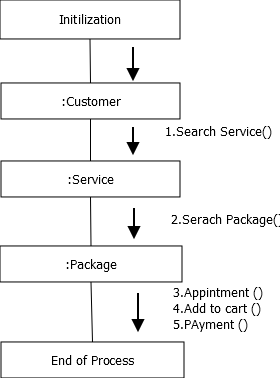 Initilization
:Customer
1.Search Service()
:Service
2.Serach Package()
:Package
3.Appintment ()
4.Add to cart ()
5.PAyment ()
End of Process